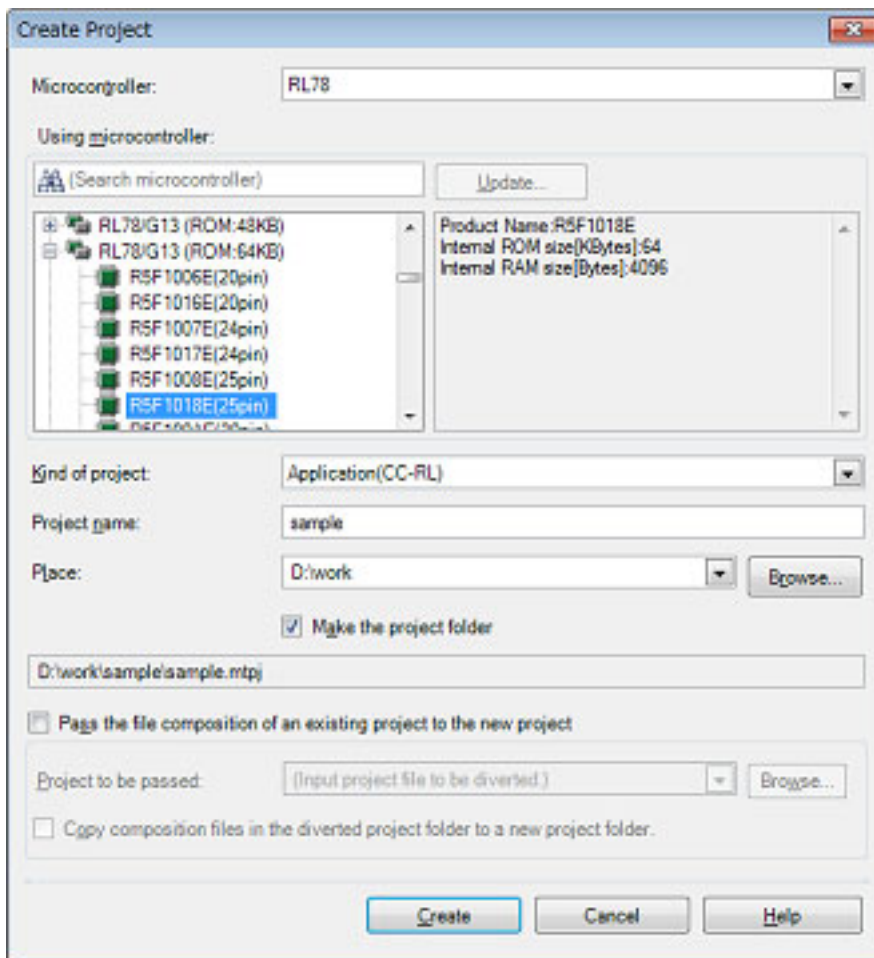 Create Project
Microcontroller: RL78
Using microcontroller:
(Search microcontroller) Update...
RL78/G13 (ROM:48KB)
RL78/G13 (ROM:64KB)
R5F1006E(20pin)
R5F1016E(20pin)
R5F1007E(24pin)
R5F1017E(24pin)
R5F1008E(25pin)
R5F1018E(25pin)
Product Name:R5F1018E
Internal ROM size[KBytes]:64
Internal RAM size[Bytes]:4096
Kind of project: Application(CC-RL)
Project name: sample
Place: D:\work Browse...
Make the project folder
D:\work\sample\sample.mtpj
Pass the file composition of an existing project to the new project
Project to be passed: (Input project file to be diverted.) Browse...
Copy composition files in the diverted project folder to a new project folder.
Create Cancel Help